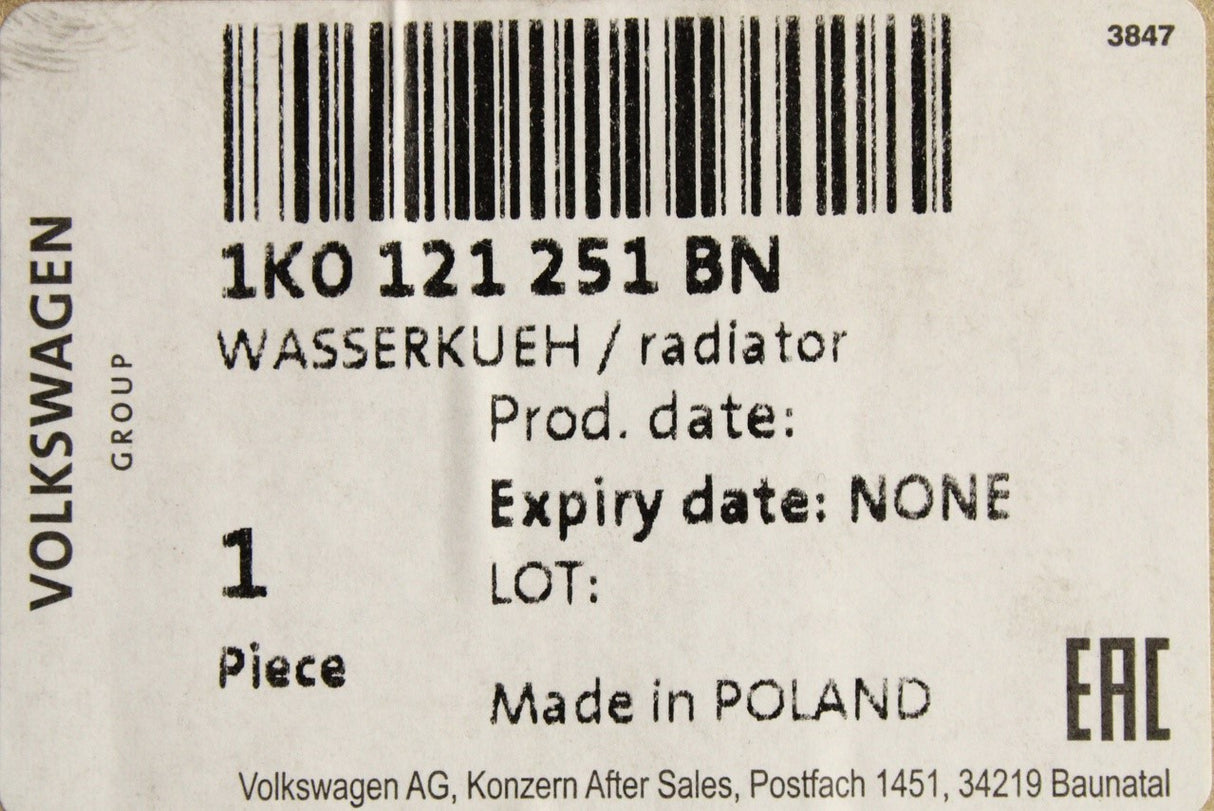 3847
1K0 121 251 BN
WASSERKUEH / radiator
Prod. date:
Expiry date: NONE
LOT:
1
Piece
Made in POLAND
EAC
VOLKSWAGEN
GROUP
Volkswagen AG, Konzern After Sales, Postfach 1451, 34219 Baunatal